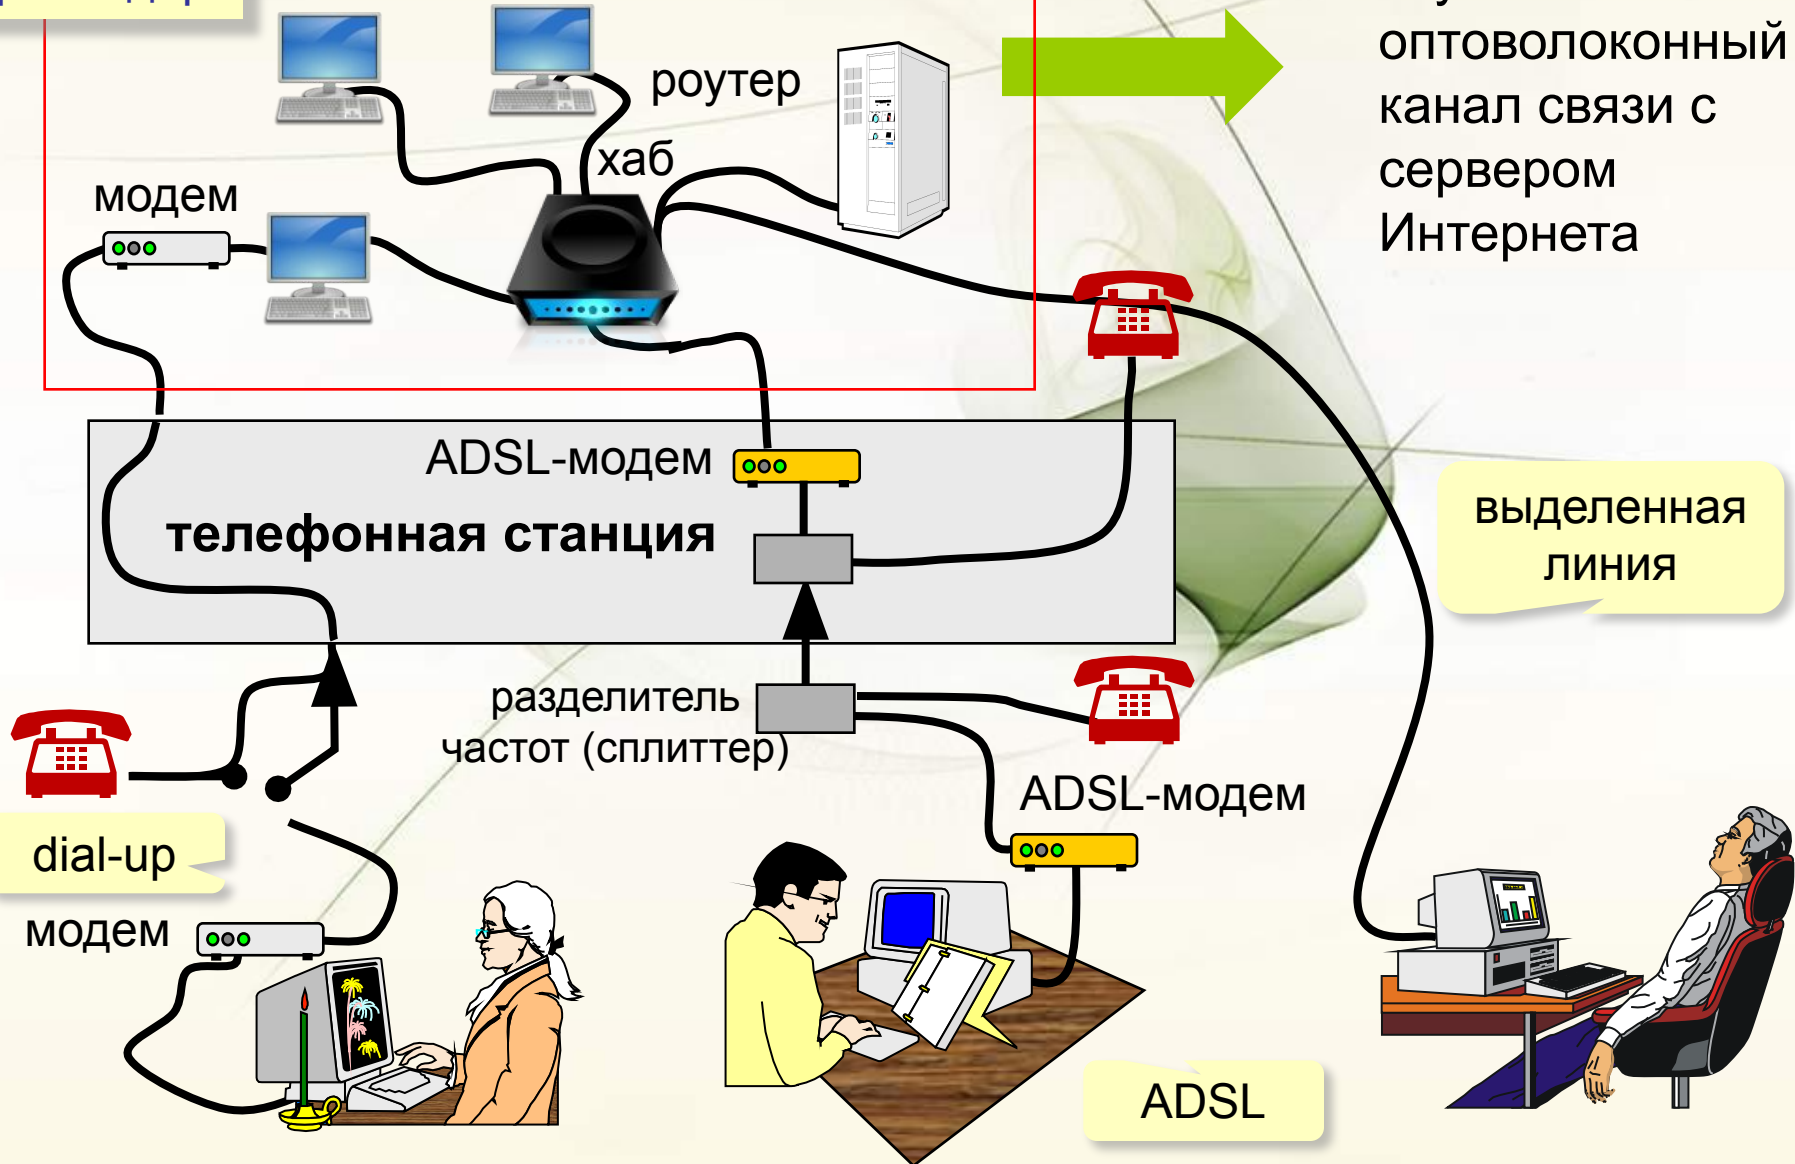 роутер
хаб
модем
оптоволоконный
канал связи с
сервером
Интернета
ADSL-модем
телефонная станция
выделенная
линия
разделитель
частот (сплиттер)
ADSL-модем
dial-up
модем
ADSL